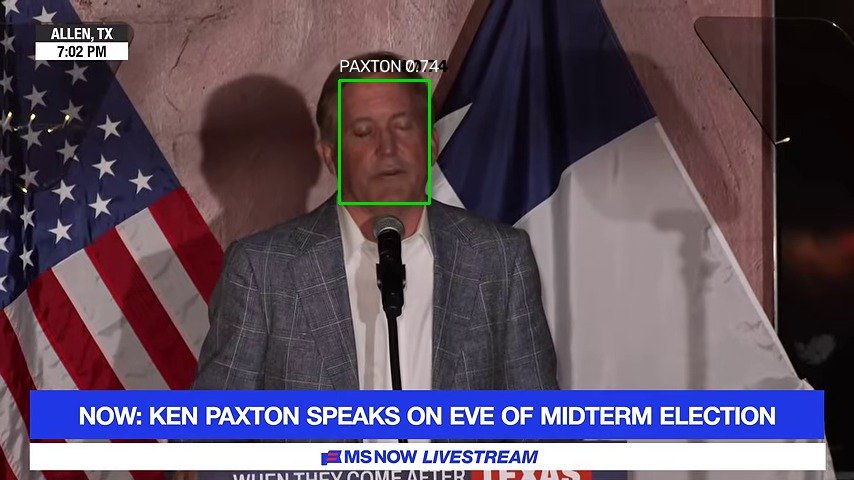 ALLEN, TX
7:02 PM
PAXTON 0.744
NOW: KEN PAXTON SPEAKS ON EVE OF MIDTERM ELECTION
MS NOW LIVESTREAM
WHEN THEY COME AFTER TEXAS